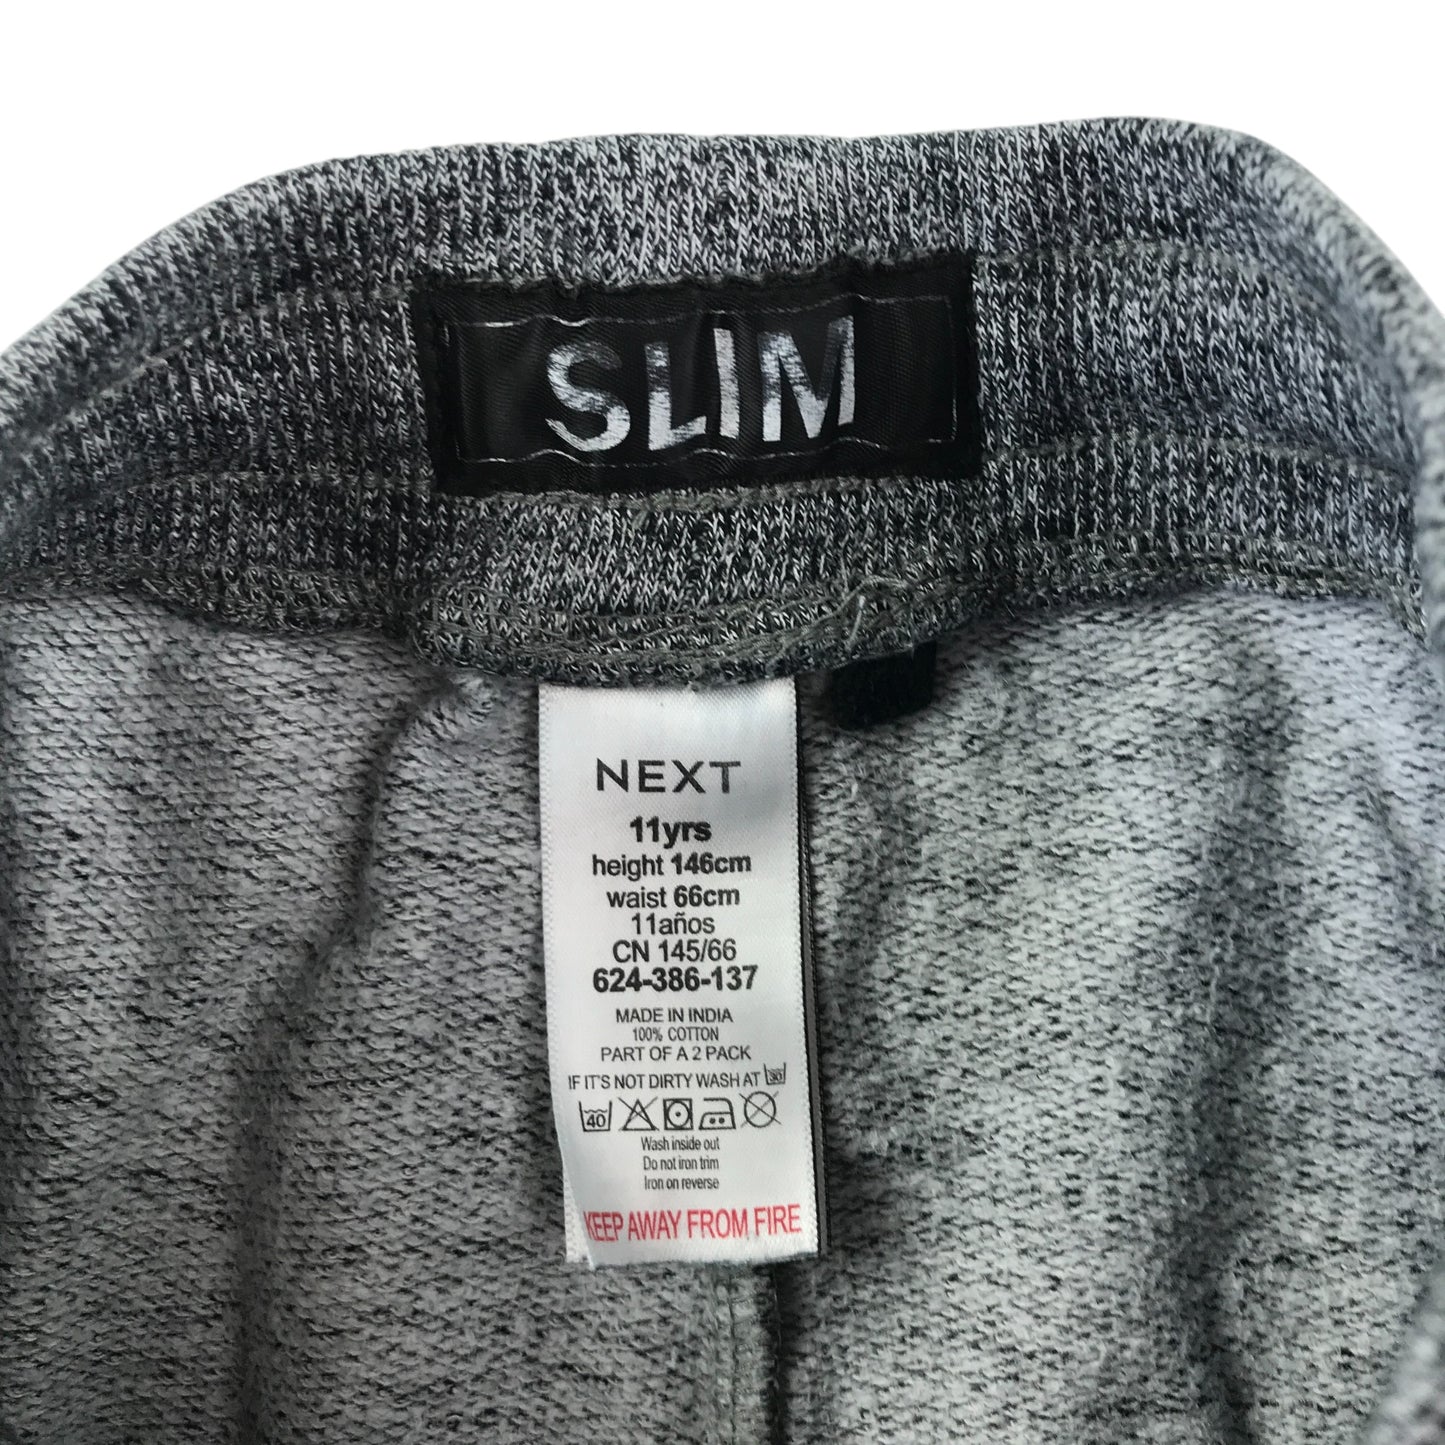 SLIM
NEXT
11yrs
height 146cm
waist 66cm
11años
CN 145/66
624-386-137
MADE IN INDIA
100% COTTON
PART OF A 2 PACK
IF IT'S NOT DIRTY WASH AT 30
40
Wash inside out
Do not iron trim
Iron on reverse
KEEP AWAY FROM FIRE